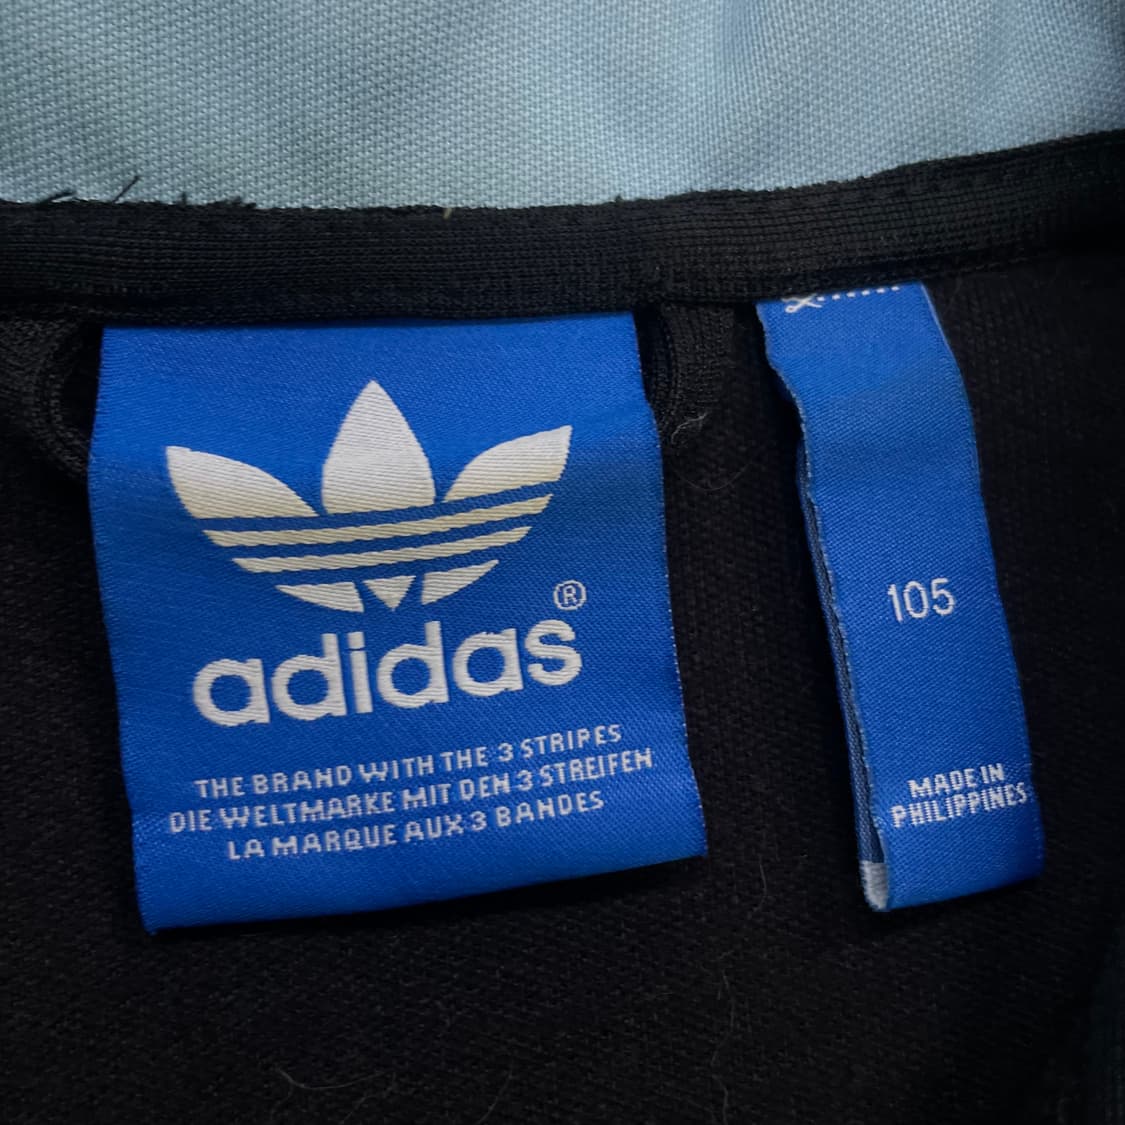 adidas®
THE BRAND WITH THE 3 STRIPES
DIE WELTMARKE MIT DEN 3 STREIFEN
LA MARQUE AUX 3 BANDES
105
MADE IN
PHILIPPINES